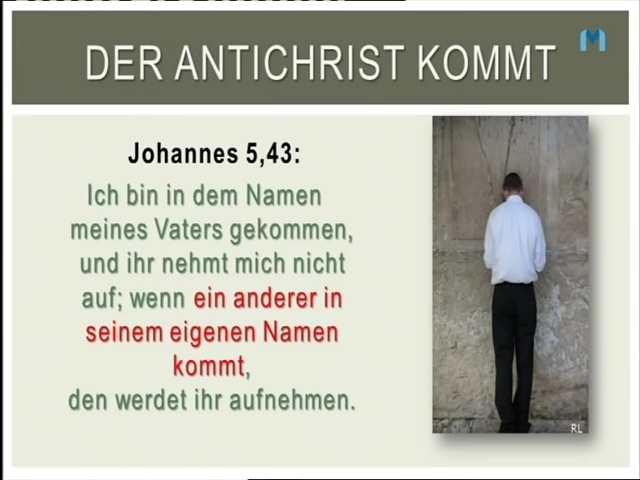 DER ANTICHRIST KOMMT
Johannes 5,43:
Ich bin in dem Namen
meines Vaters gekommen,
und ihr nehmt mich nicht
auf; wenn ein anderer in
seinem eigenen Namen
kommt,
den werdet ihr aufnehmen.
RL